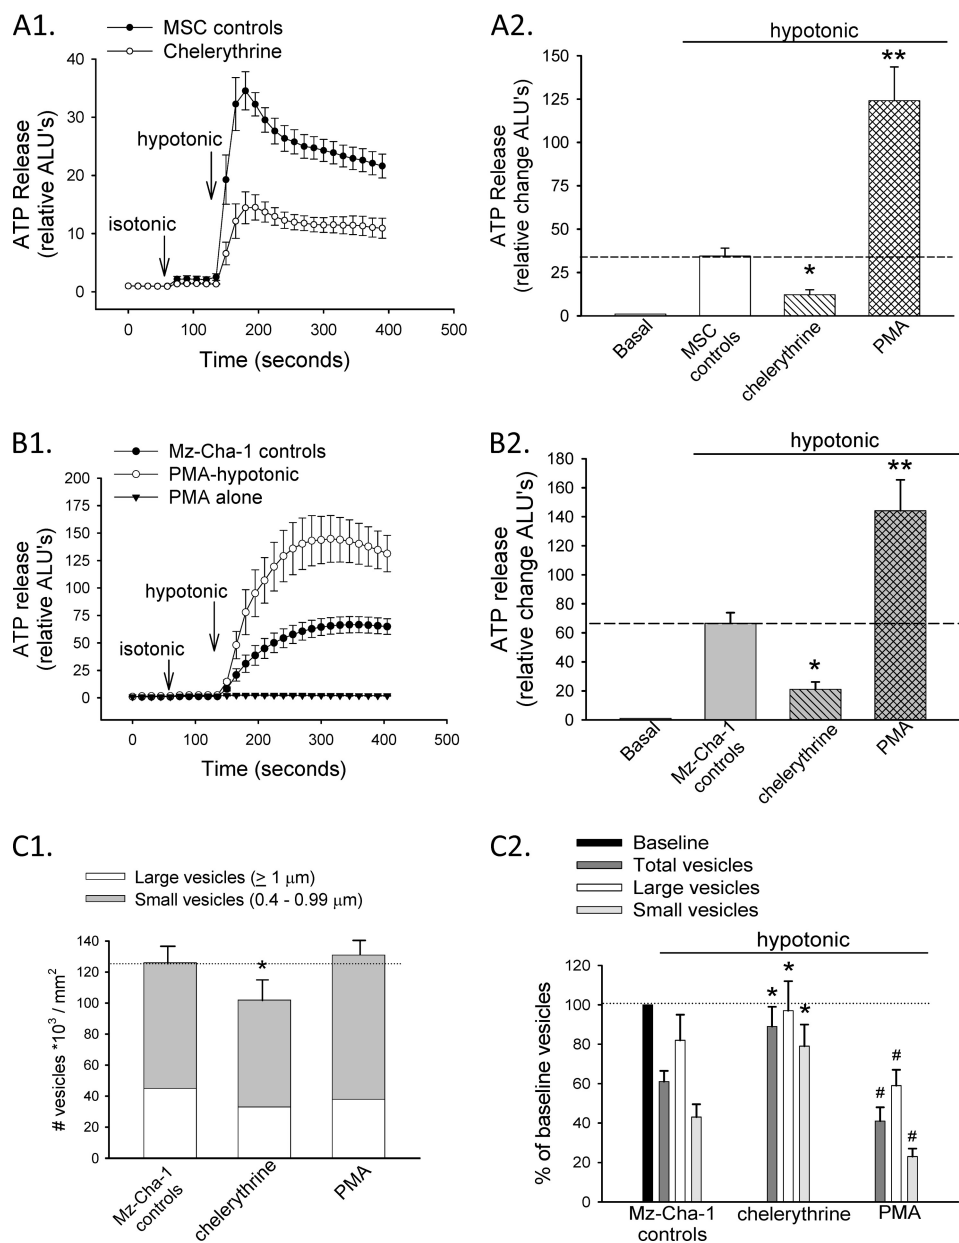 A1.
MSC controls
Chelerythrine
ATP Release
(relative ALU's)
40
30
20
10
0
hypotonic
isotonic
0 100 200 300 400 500
Time (seconds)
A2.
hypotonic
ATP Release
(relative change ALU's)
150
125
100
75
50
25
0
*
**
Basal
MSC
controls
chelerythrine
PMA
B1.
Mz-Cha-1 controls
PMA-hypotonic
PMA alone
ATP release
(relative ALU's)
200
175
150
125
100
75
50
25
0
hypotonic
isotonic
0 100 200 300 400 500
Time (seconds)
B2.
hypotonic
ATP release
(relative change ALU's)
180
160
140
120
100
80
60
40
20
0
*
**
Basal
Mz-Cha-1
controls
chelerythrine
PMA
C1.
Large vesicles (≥ 1 μm)
Small vesicles (0.4 - 0.99 μm)
# vesicles *10³ / mm²
140
120
100
80
60
40
20
0
*
Mz-Cha-1
controls
chelerythrine
PMA
C2.
Baseline
Total vesicles
Large vesicles
Small vesicles
hypotonic
% of baseline vesicles
120
100
80
60
40
20
0
* * *
# # #
Mz-Cha-1
controls
chelerythrine
PMA